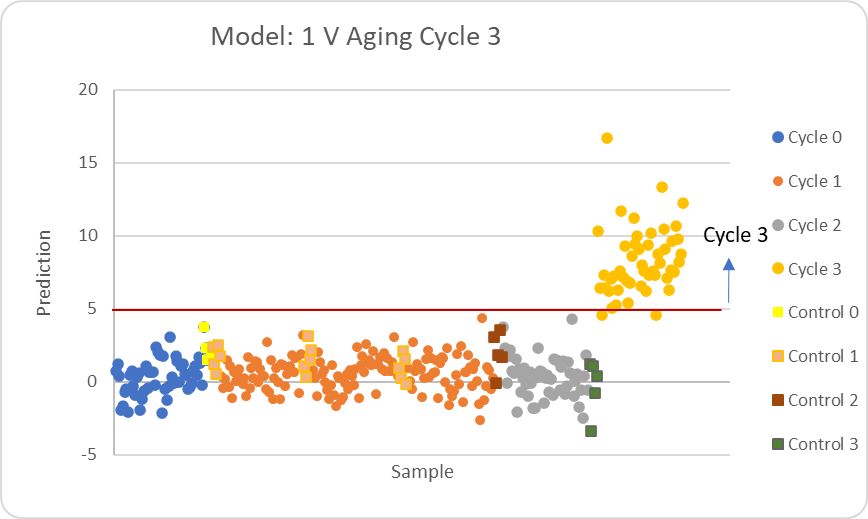 Model: 1 V Aging Cycle 3
20
15
10
5
0
-5
Prediction
Sample
Cycle 3
Cycle 0
Cycle 1
Cycle 2
Cycle 3
Control 0
Control 1
Control 2
Control 3